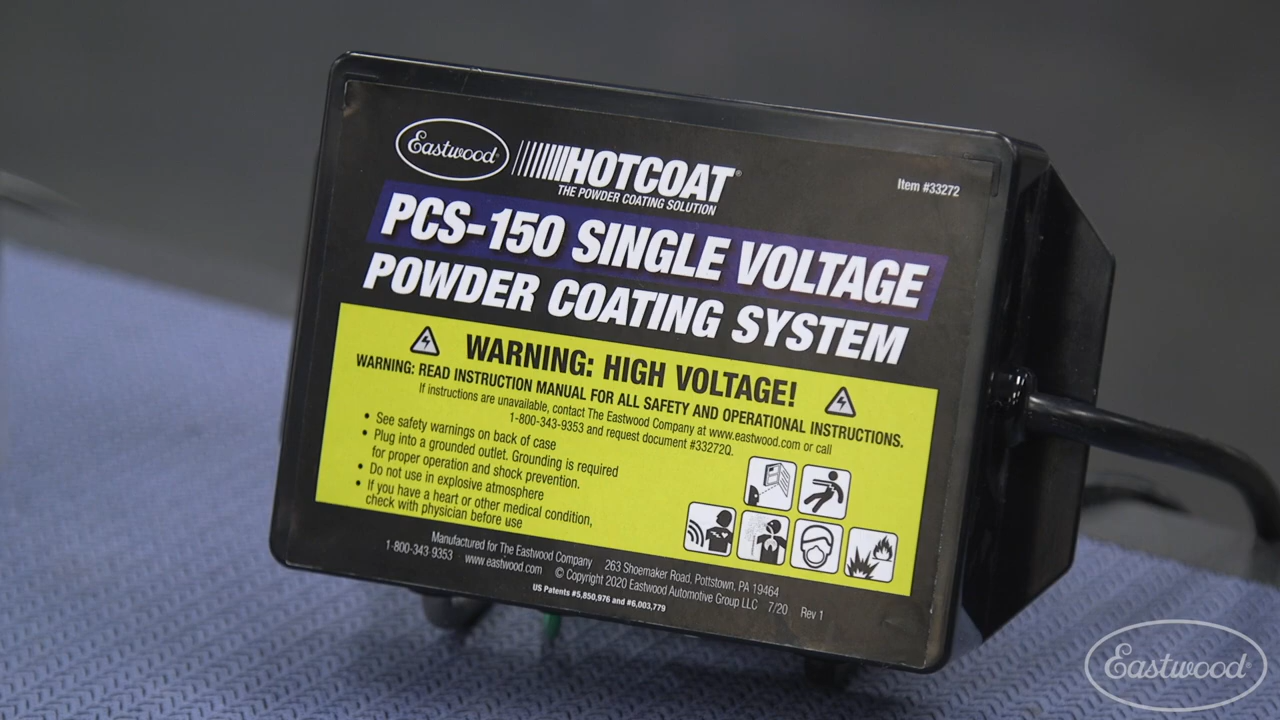 Eastwood®
HOTCOAT®
THE POWDER COATING SOLUTION
Item #33272
PCS-150 SINGLE VOLTAGE
POWDER COATING SYSTEM
WARNING: HIGH VOLTAGE!
WARNING: READ INSTRUCTION MANUAL FOR ALL SAFETY AND OPERATIONAL INSTRUCTIONS.
If instructions are unavailable, contact The Eastwood Company at www.eastwood.com or call
1-800-343-9353 and request document #33272Q.
• See safety warnings on back of case
• Plug into a grounded outlet. Grounding is required
for proper operation and shock prevention.
• Do not use in explosive atmosphere
• If you have a heart or other medical condition,
check with physician before use
Manufactured for The Eastwood Company 263 Shoemaker Road, Pottstown, PA 19464
1-800-343-9353 www.eastwood.com © Copyright 2020 Eastwood Automotive Group LLC 7/20 Rev 1
US Patents #5,850,976 and #6,003,779
Eastwood®